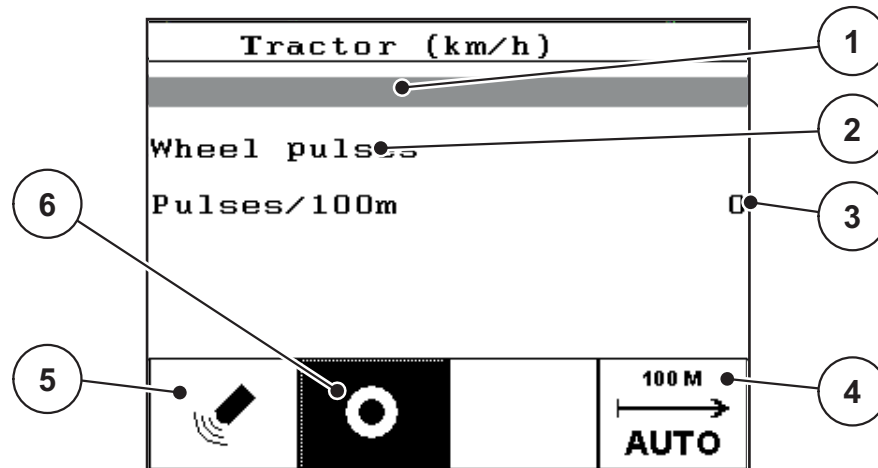 Tractor (km/h)
1
Wheel pulses
2
Pulses/100m 0
3
6
5
100 M
AUTO
4